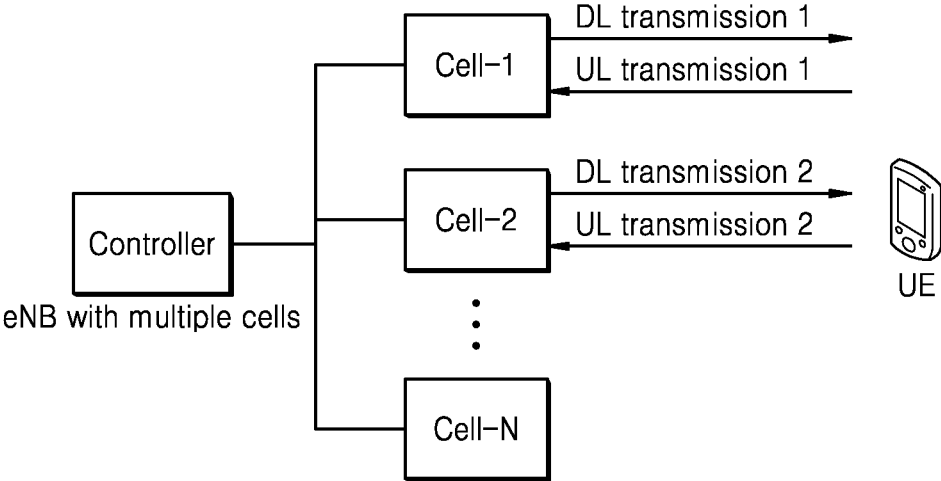 DL transmission 1
Cell-1
UL transmission 1
DL transmission 2
Cell-2
UL transmission 2
Controller
UE
eNB with multiple cells
Cell-N